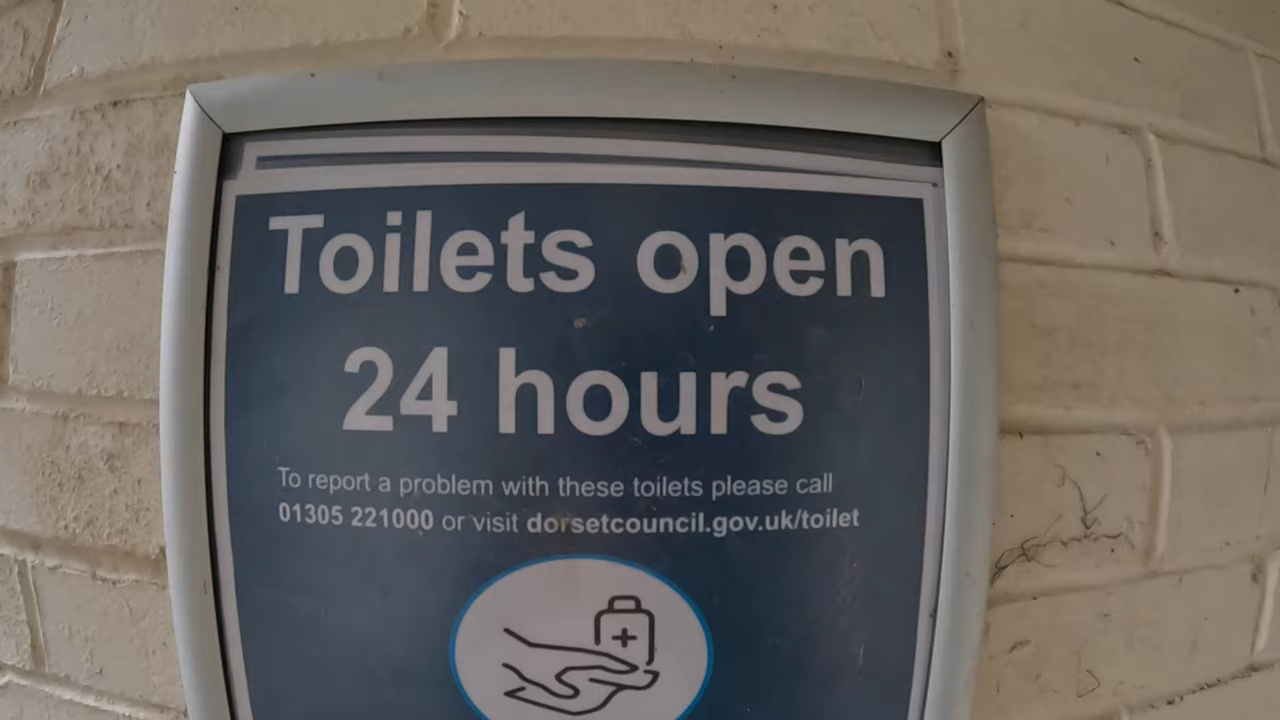 Toilets open
24 hours
To report a problem with these toilets please call
01305 221000 or visit dorsetcouncil.gov.uk/toilet